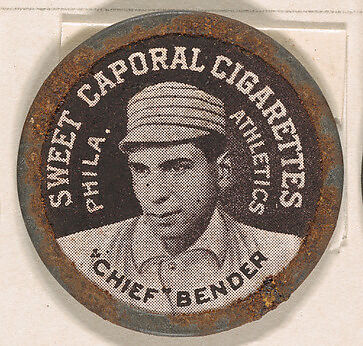 SWEET CAPORAL CIGARETTES
PHILA.
ATHLETICS
"CHIEF" BENDER